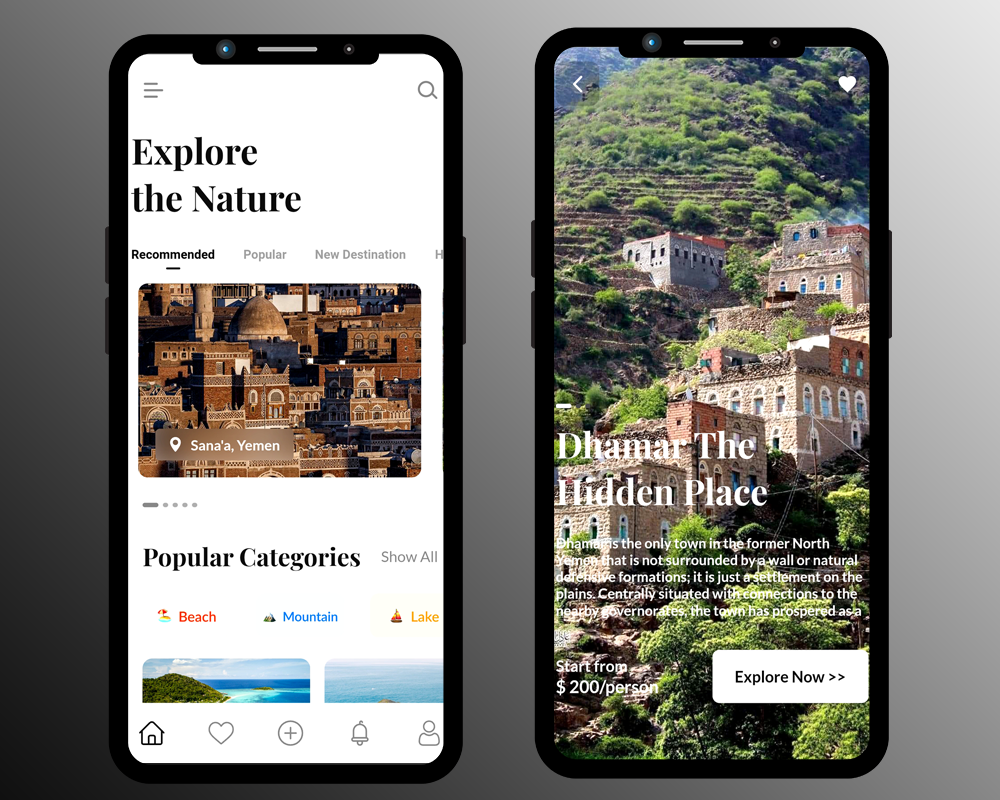 Explore
the Nature
Recommended Popular New Destination H
Sana'a, Yemen
Popular Categories Show All
Beach Mountain Lake
Dhamar The
Hidden Place
Dhamar is the only town in the former North
Yemen that is not surrounded by a wall or natural
defensive formations; it is just a settlement on the
plains. Centrally situated with connections to the
nearby governorates, the town has prospered as a
Start from
$ 200/person
Explore Now >>